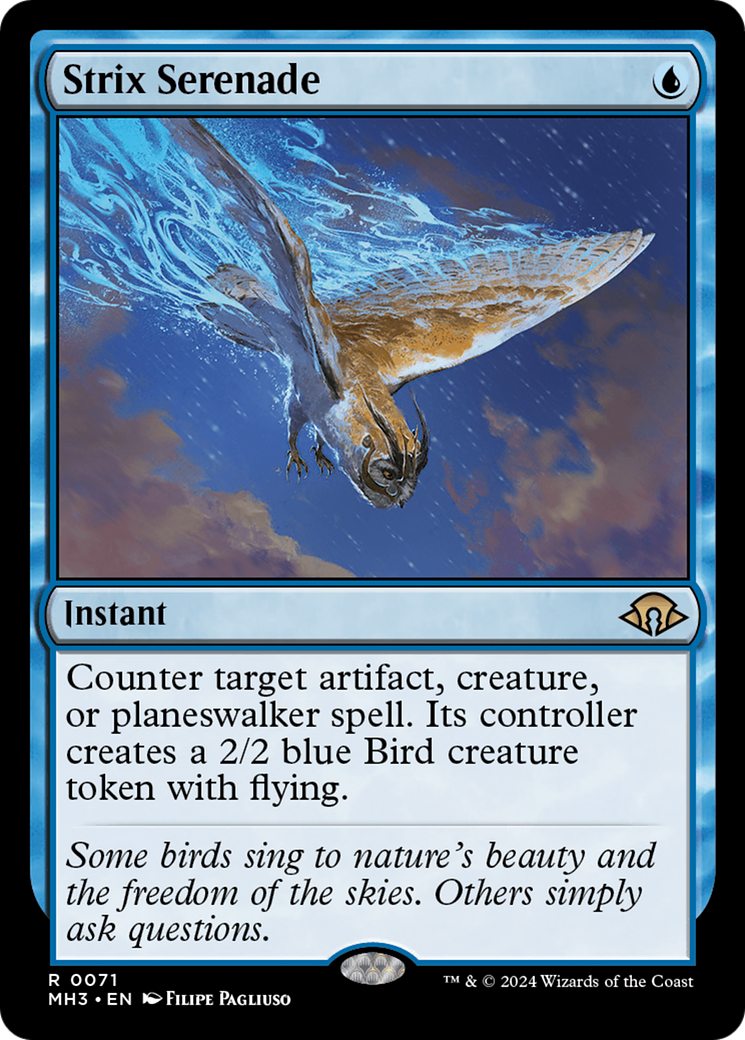 Strix Serenade
Instant
Counter target artifact, creature,
or planeswalker spell. Its controller
creates a 2/2 blue Bird creature
token with flying.
Some birds sing to nature's beauty and
the freedom of the skies. Others simply
ask questions.
R 0071
MH3 • EN Filipe Pagliuso
™ & © 2024 Wizards of the Coast